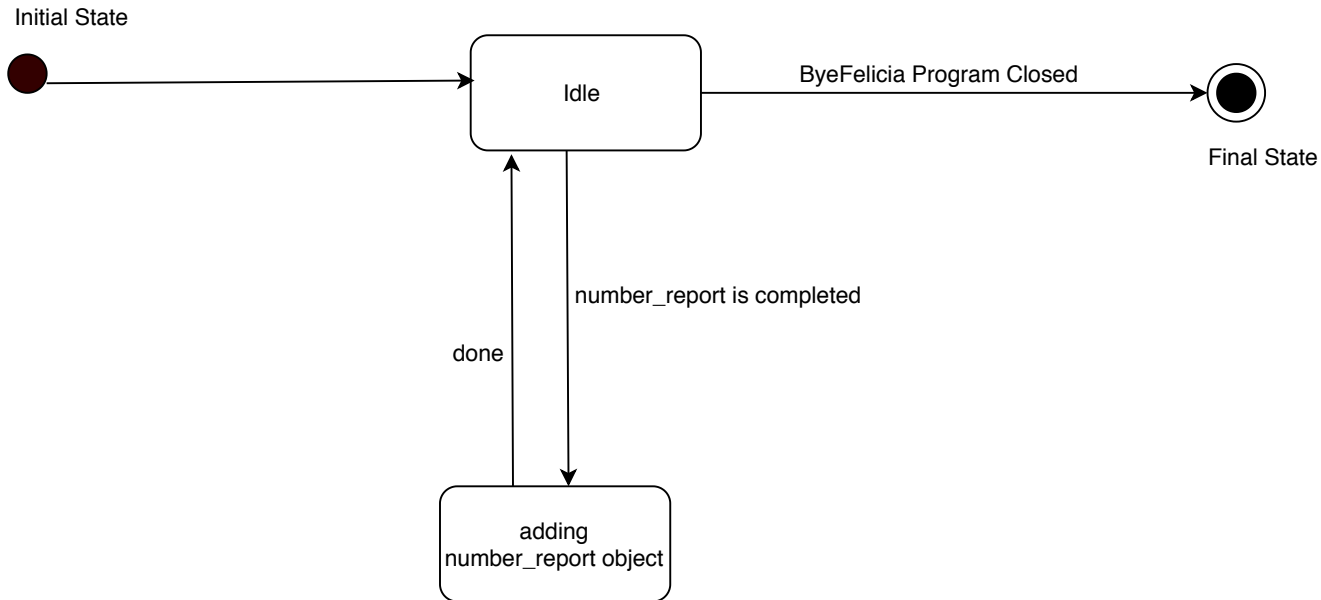 Initial State
Idle
ByeFelicia Program Closed
Final State
number_report is completed
done
adding
number_report object